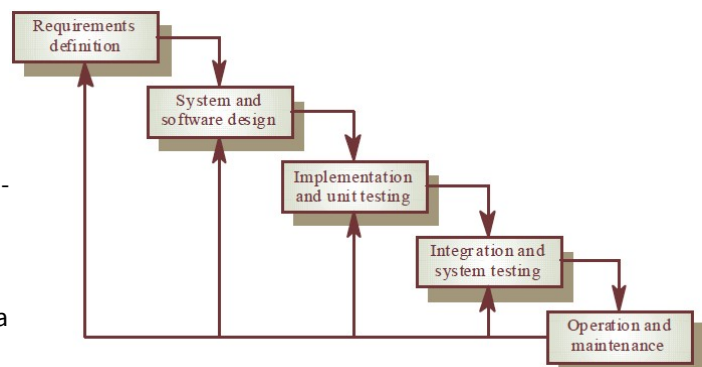 Requirements
definition
System and
software design
-
Implementation
and unit testing
Integration and
system testing
a
Operation and
maintenance